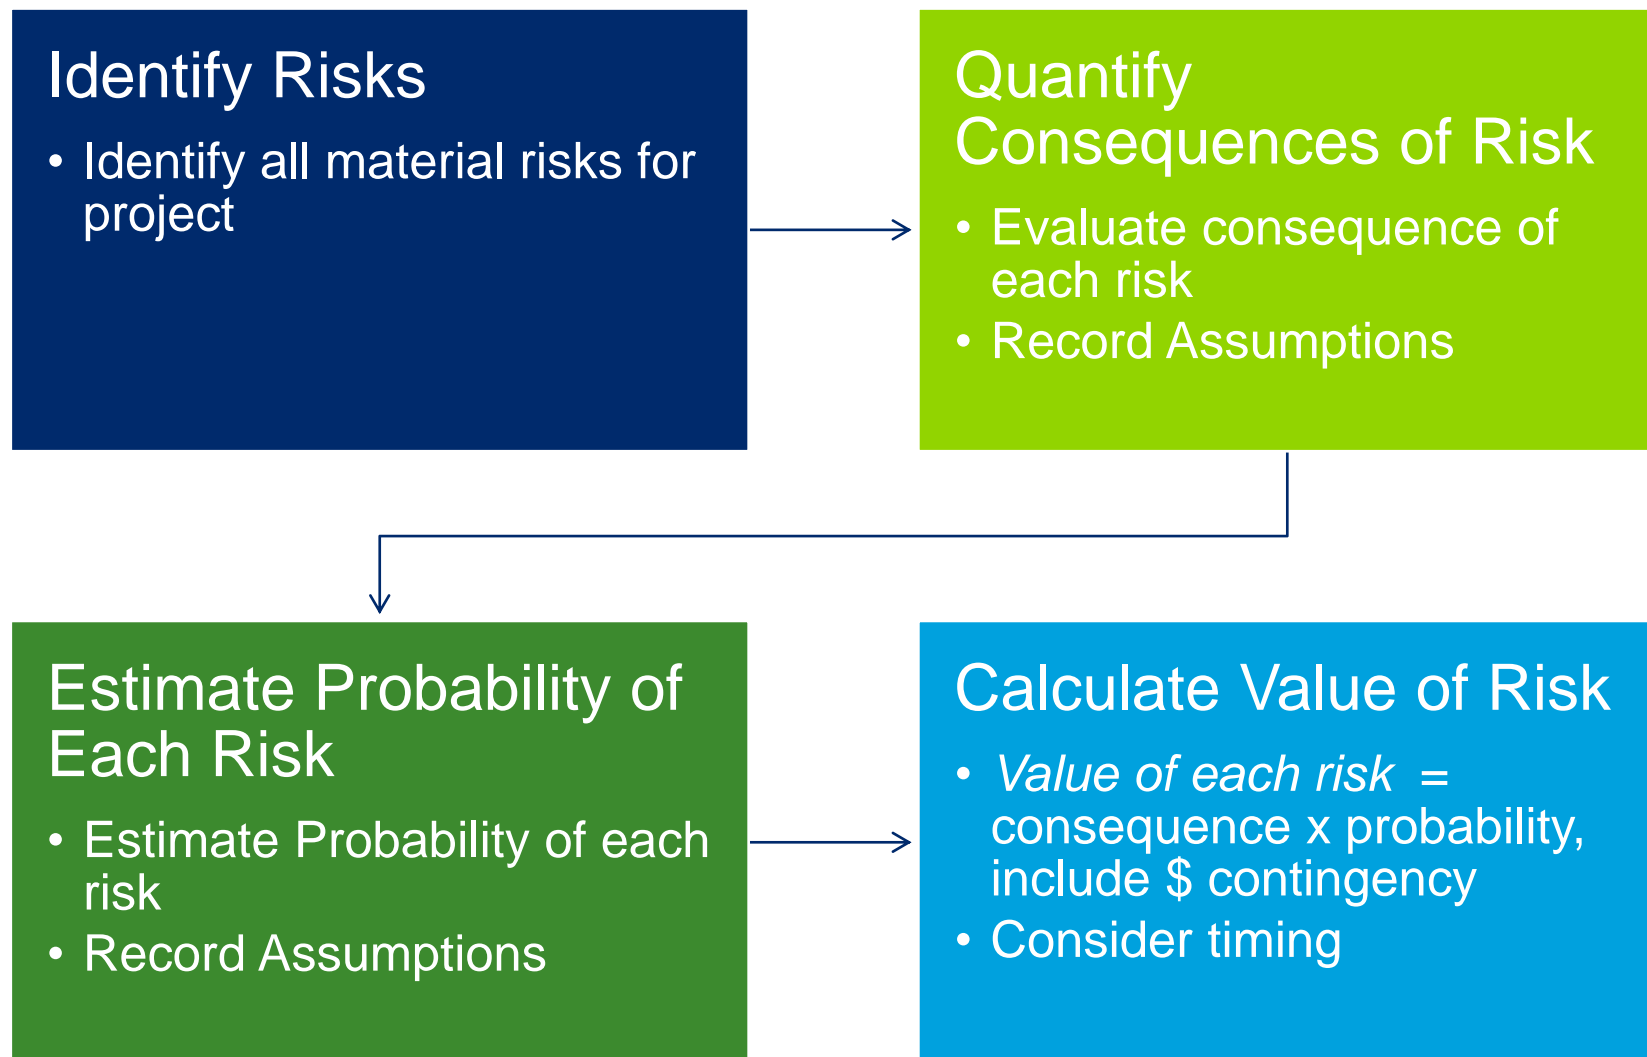 Identify Risks
• Identify all material risks for
project
Quantify
Consequences of Risk
• Evaluate consequence of
each risk
• Record Assumptions
Estimate Probability of
Each Risk
• Estimate Probability of each
risk
• Record Assumptions
Calculate Value of Risk
• Value of each risk =
consequence x probability,
include $ contingency
• Consider timing